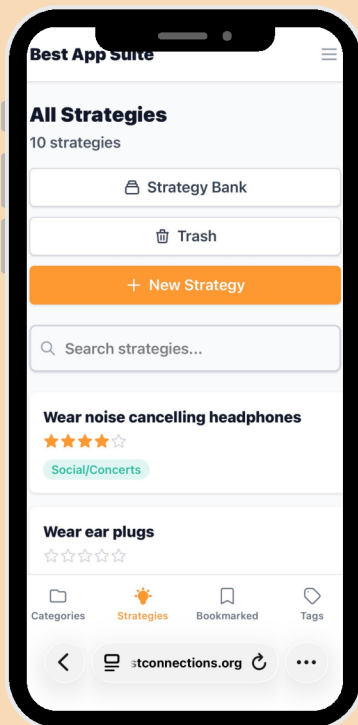 Best App Suite
All Strategies
10 strategies
Strategy Bank
Trash
+ New Strategy
Search strategies...
Wear noise cancelling headphones
Social/Concerts
Wear ear plugs
Categories
Strategies
Bookmarked
Tags
stconnections.org